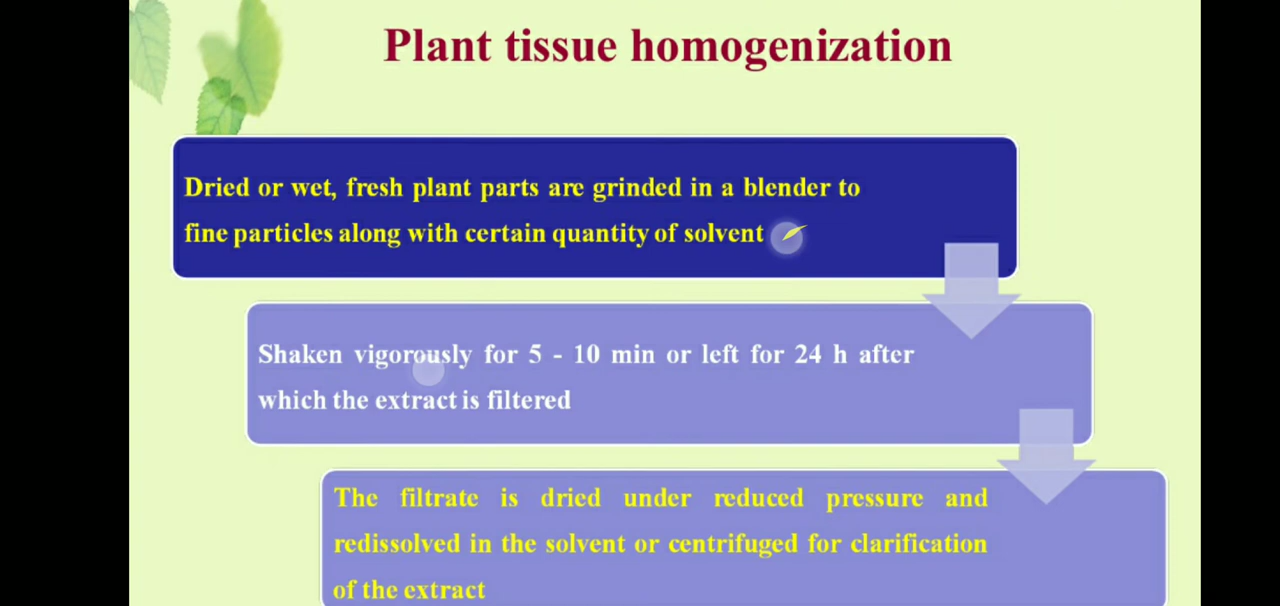 Plant tissue homogenization
Dried or wet, fresh plant parts are grinded in a blender to
fine particles along with certain quantity of solvent
Shaken vigorously for 5 - 10 min or left for 24 h after
which the extract is filtered
The filtrate is dried under reduced pressure and
redissolved in the solvent or centrifuged for clarification
of the extract